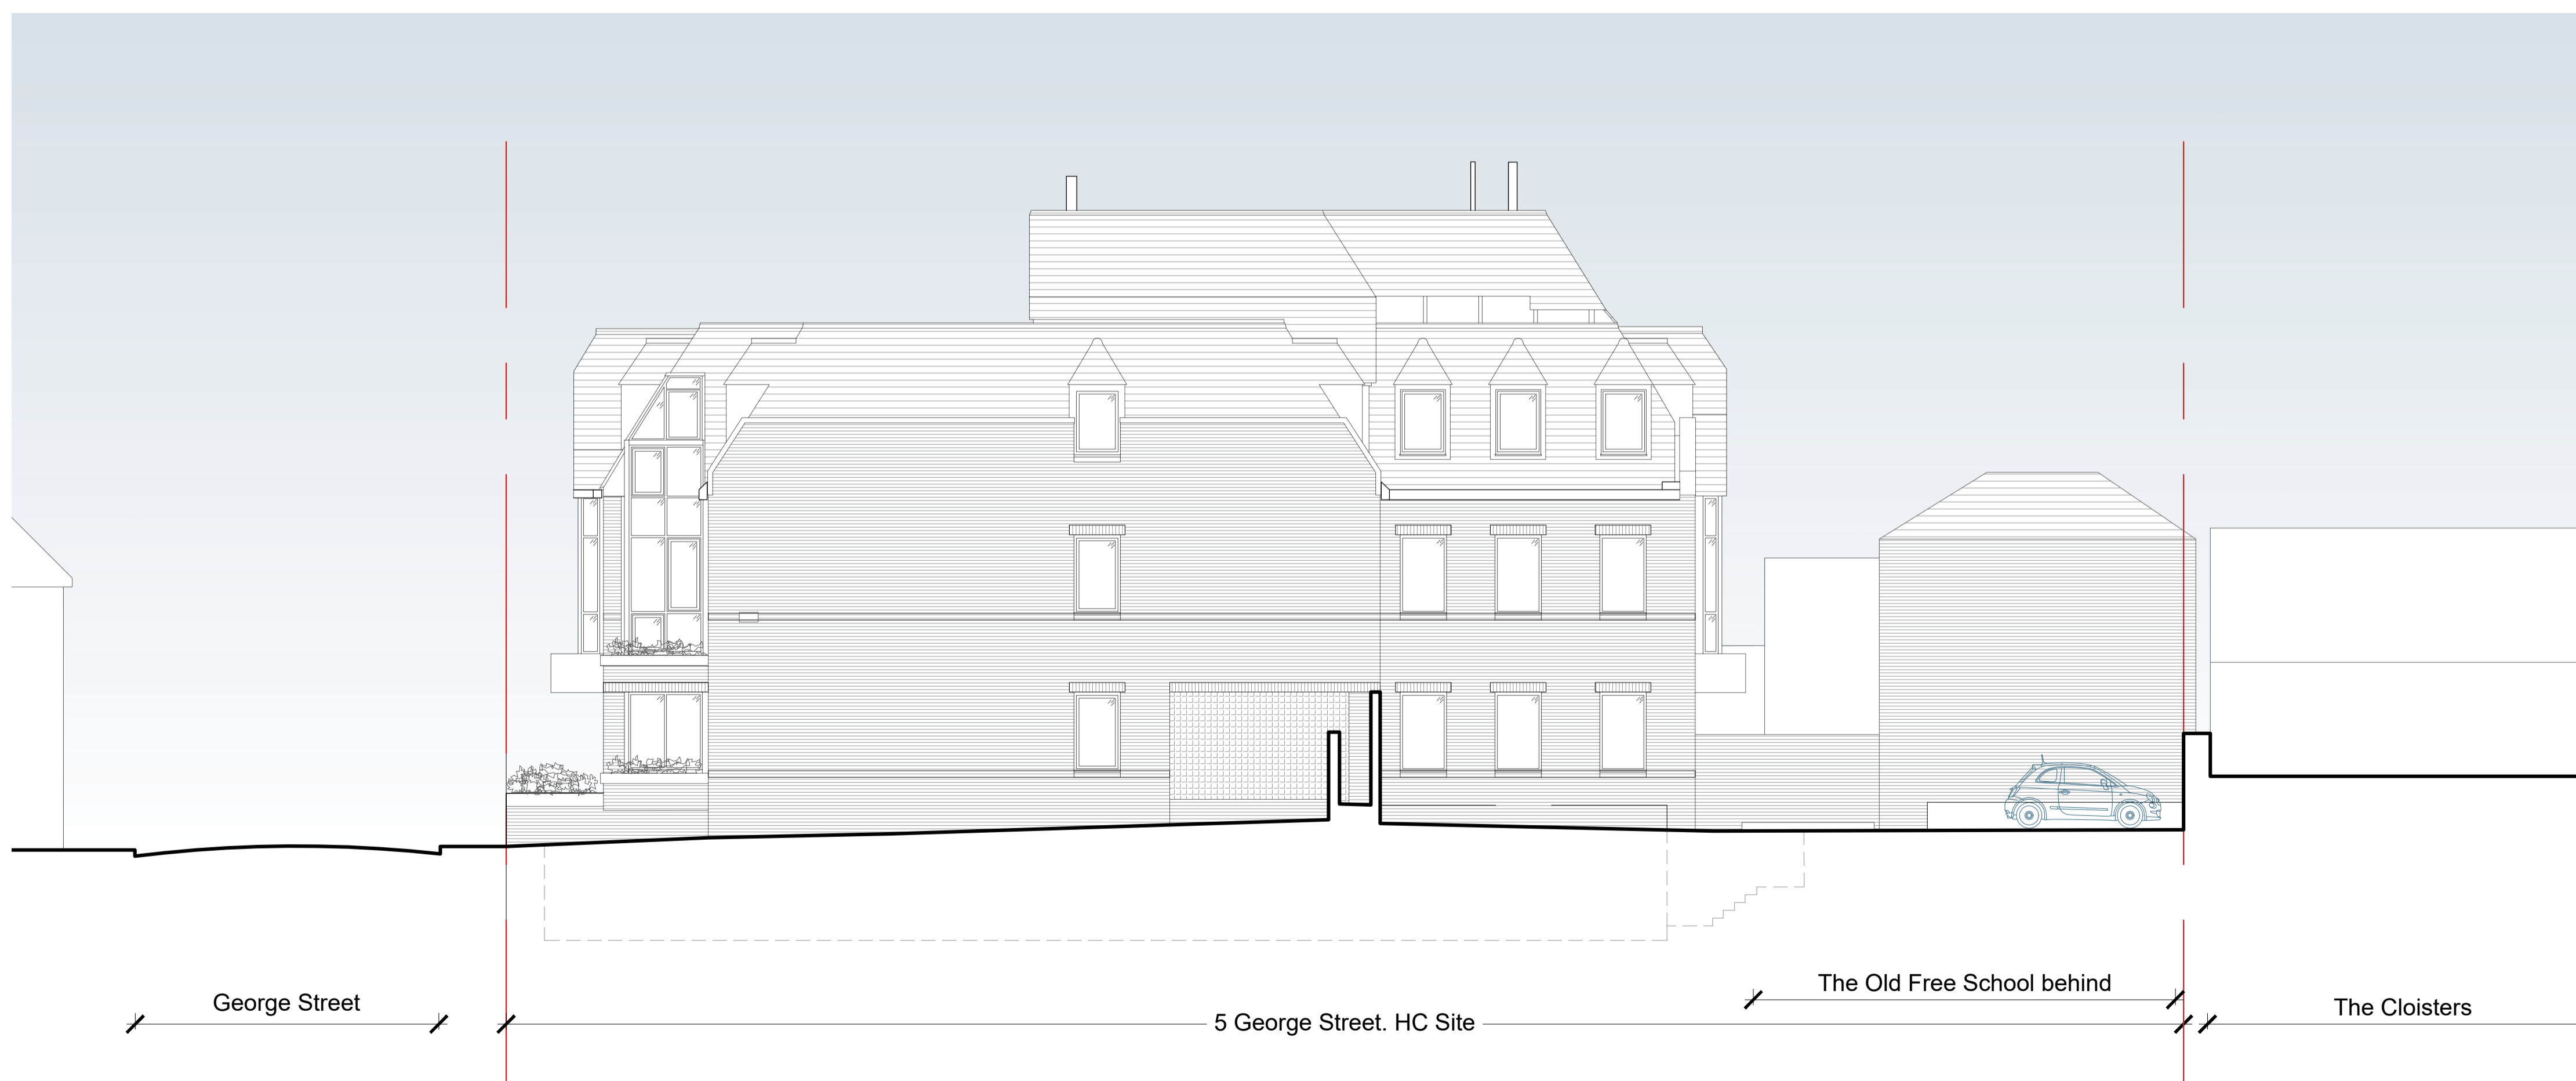 The Old Free School behind
George Street
The Cloisters
5 George Street. HC Site